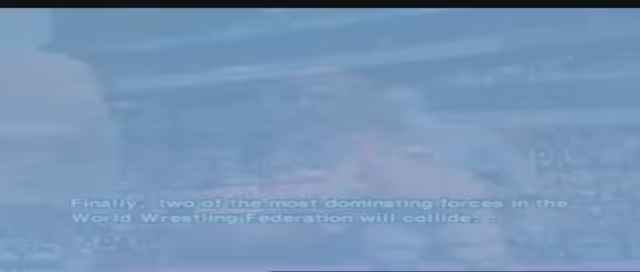 Finally, two of the most dominating forces in the
World Wrestling Federation will collide.